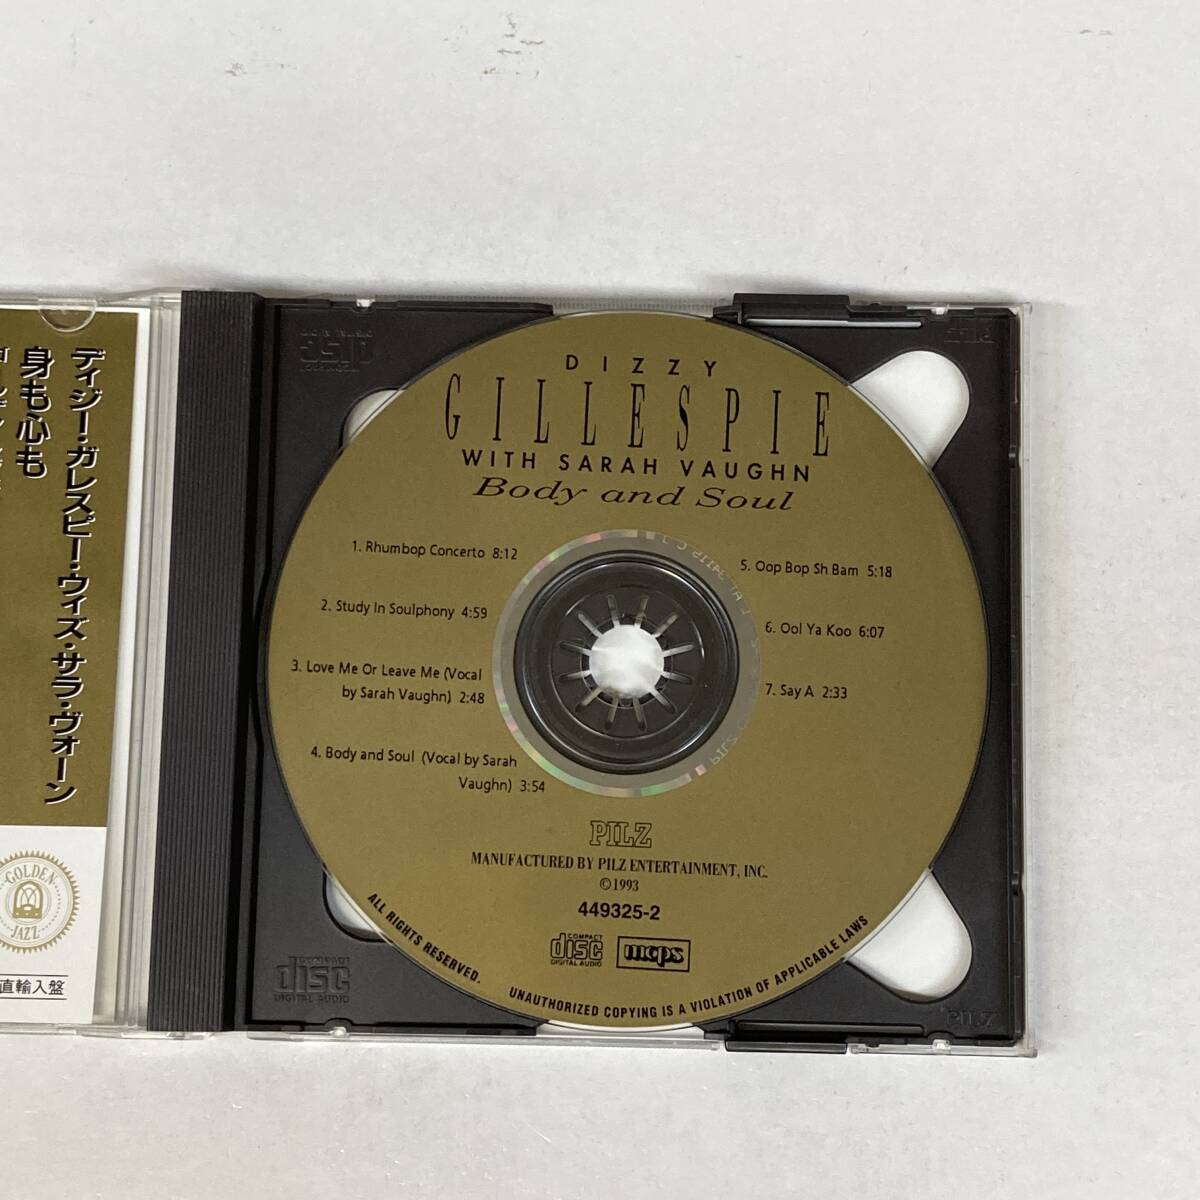 ディジー・ガレスピー・ウィズ・サラ・ヴォーン
身も心も
GOLDEN
JAZZ
直輸入盤
DIZZY
GILLESPIE
WITH SARAH VAUGHN
Body and Soul
1. Rhumbop Concerto 8:12
2. Study In Soulphony 4:59
3. Love Me Or Leave Me (Vocal
by Sarah Vaughn) 2:48
4. Body and Soul (Vocal by Sarah
Vaughn) 3:54
5. Oop Bop Sh Bam 5:18
6. Ool Ya Koo 6:07
7. Say A 2:33
PILZ
MANUFACTURED BY PILZ ENTERTAINMENT, INC.
©1993
449325-2
COMPACT
disc
DIGITAL AUDIO
mcps
ALL RIGHTS RESERVED.
UNAUTHORIZED COPYING IS A VIOLATION OF APPLICABLE LAWS
COMPACT
disc
DIGITAL AUDIO
PILZ